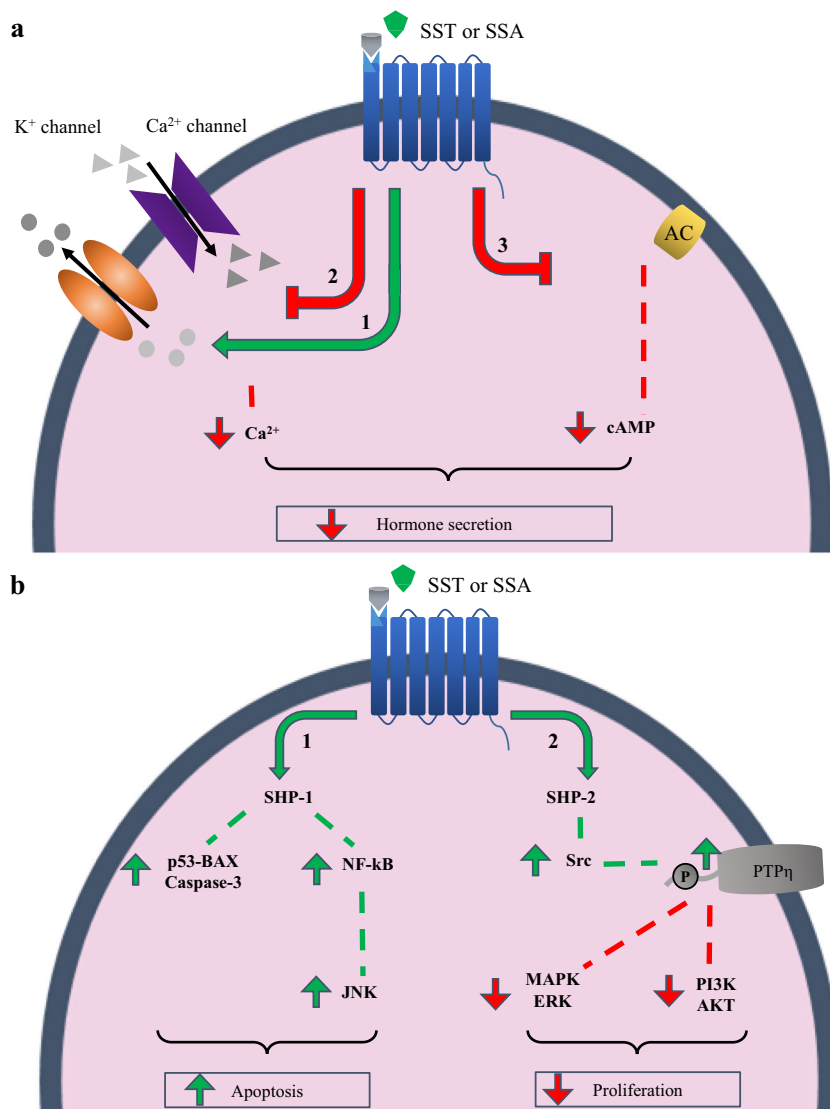 a
SST or SSA
K⁺ channel
Ca²⁺ channel
AC
3
2
1
Ca²⁺
cAMP
Hormone secretion
b
SST or SSA
1
2
SHP-1
SHP-2
p53-BAX
Caspase-3
NF-kB
Src
P
PTPη
JNK
MAPK
ERK
PI3K
AKT
Apoptosis
Proliferation